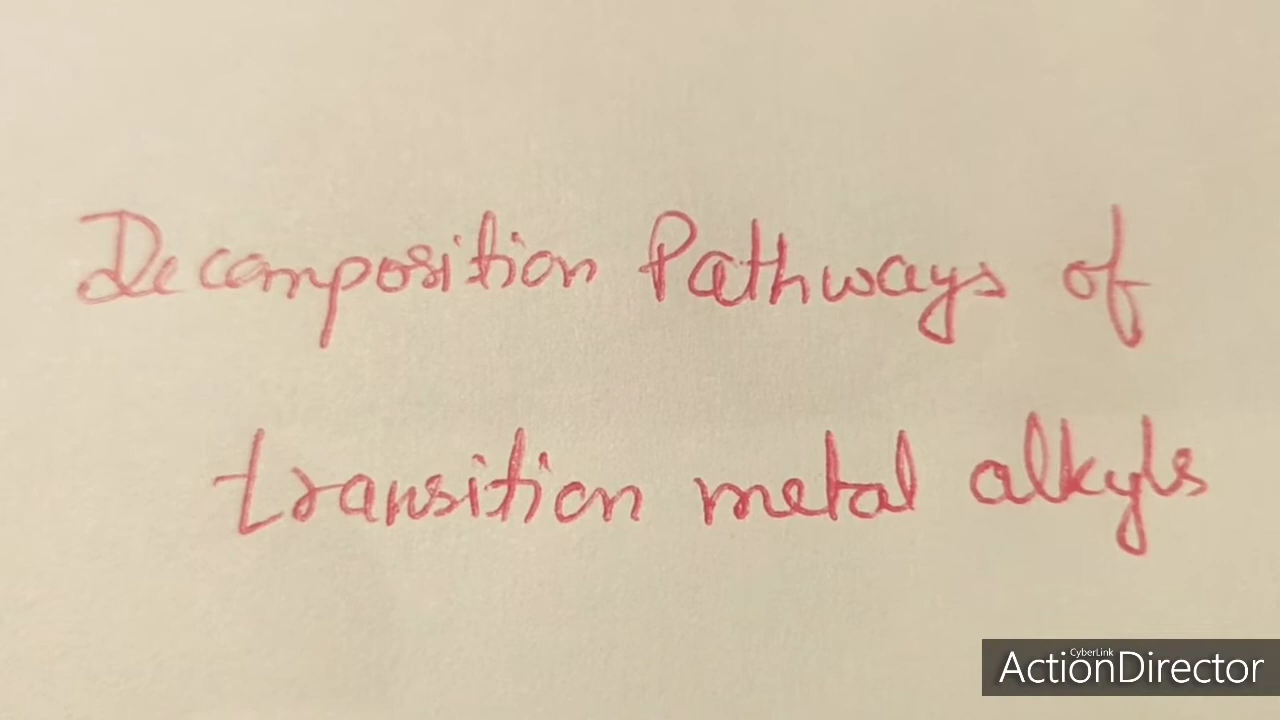 Decomposition Pathways of
transition metal alkyls
CyberLink
ActionDirector